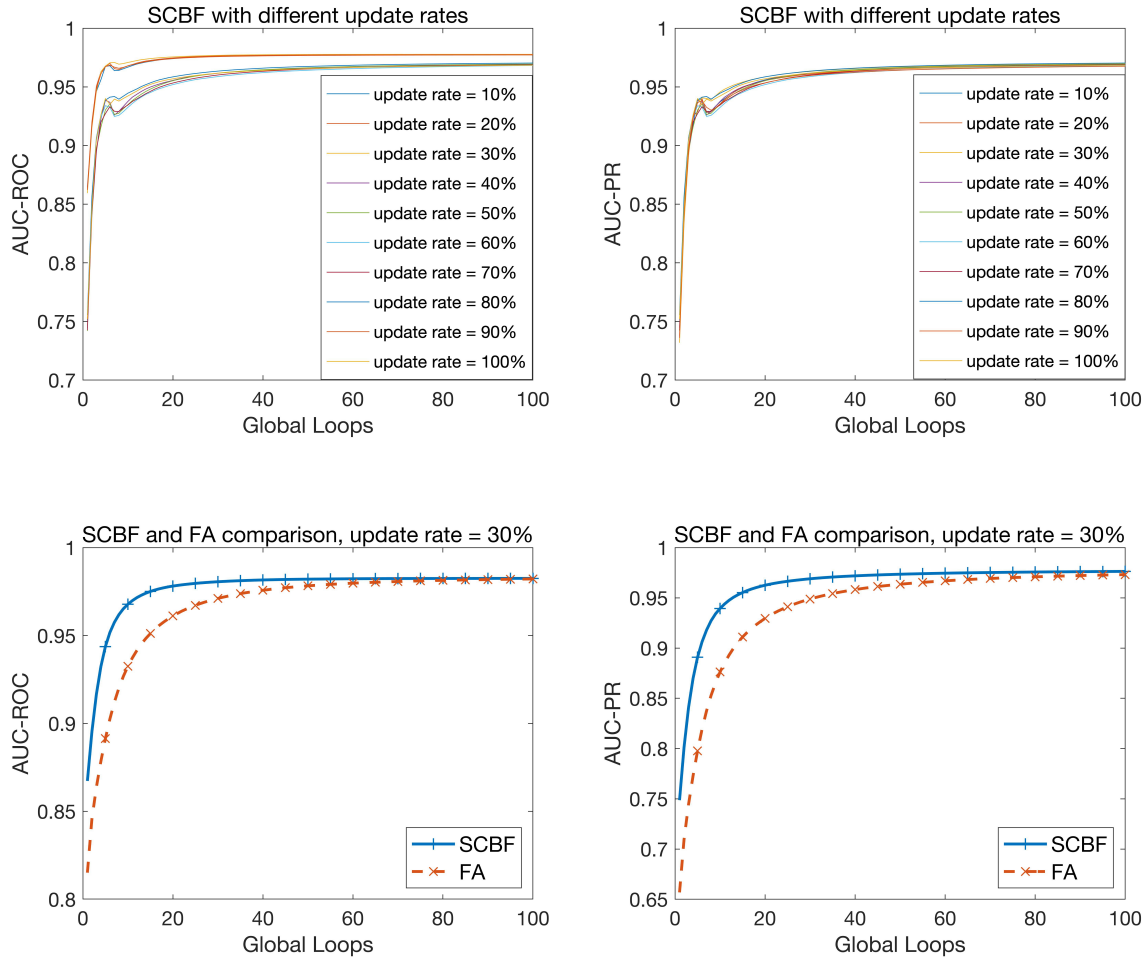 SCBF with different update rates
1
0.95
0.9
0.85
0.8
0.75
0.7
AUC-ROC
update rate = 10%
update rate = 20%
update rate = 30%
update rate = 40%
update rate = 50%
update rate = 60%
update rate = 70%
update rate = 80%
update rate = 90%
update rate = 100%
0 20 40 60 80 100
Global Loops
SCBF with different update rates
1
0.95
0.9
0.85
0.8
0.75
0.7
AUC-PR
update rate = 10%
update rate = 20%
update rate = 30%
update rate = 40%
update rate = 50%
update rate = 60%
update rate = 70%
update rate = 80%
update rate = 90%
update rate = 100%
0 20 40 60 80 100
Global Loops
SCBF and FA comparison, update rate = 30%
1
0.95
0.9
0.85
0.8
AUC-ROC
SCBF
FA
0 20 40 60 80 100
Global Loops
SCBF and FA comparison, update rate = 30%
1
0.95
0.9
0.85
0.8
0.75
0.7
0.65
AUC-PR
SCBF
FA
0 20 40 60 80 100
Global Loops